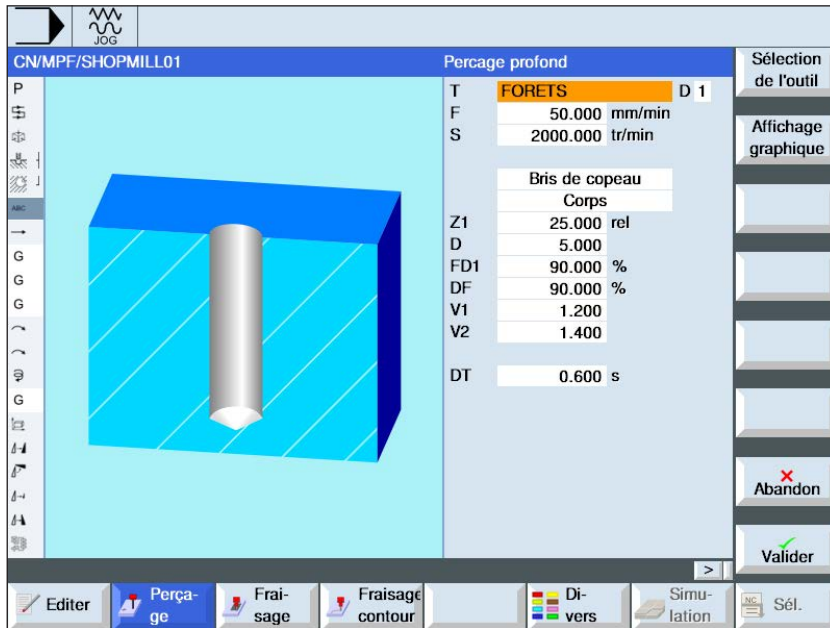 JOG
CN/MPF/SHOPMILL01
Percage profond
T FORETS D 1
F 50.000 mm/min
S 2000.000 tr/min
Bris de copeau
Corps
Z1 25.000 rel
D 5.000
FD1 90.000 %
DF 90.000 %
V1 1.200
V2 1.400
DT 0.600 s
P
ABC
G
G
G
G
Sélection
de l'outil
Affichage
graphique
Abandon
Valider
>
Editer
Perça-
ge
Frai-
sage
Fraisage
contour
Di-
vers
Simu-
lation
NC
Sél.